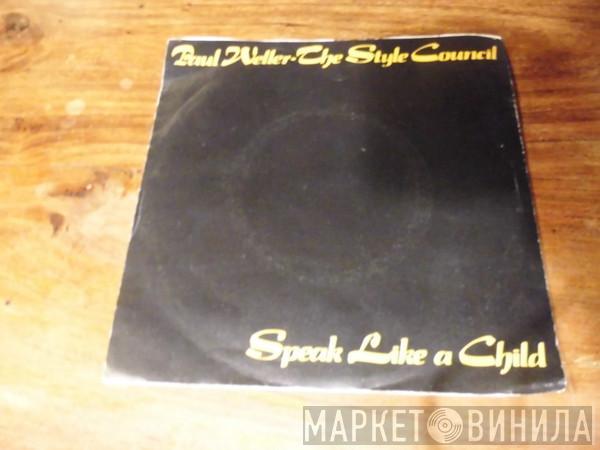 Paul Weller-The Style Council
Speak Like a Child
МАРКЕТ ВИНИЛА